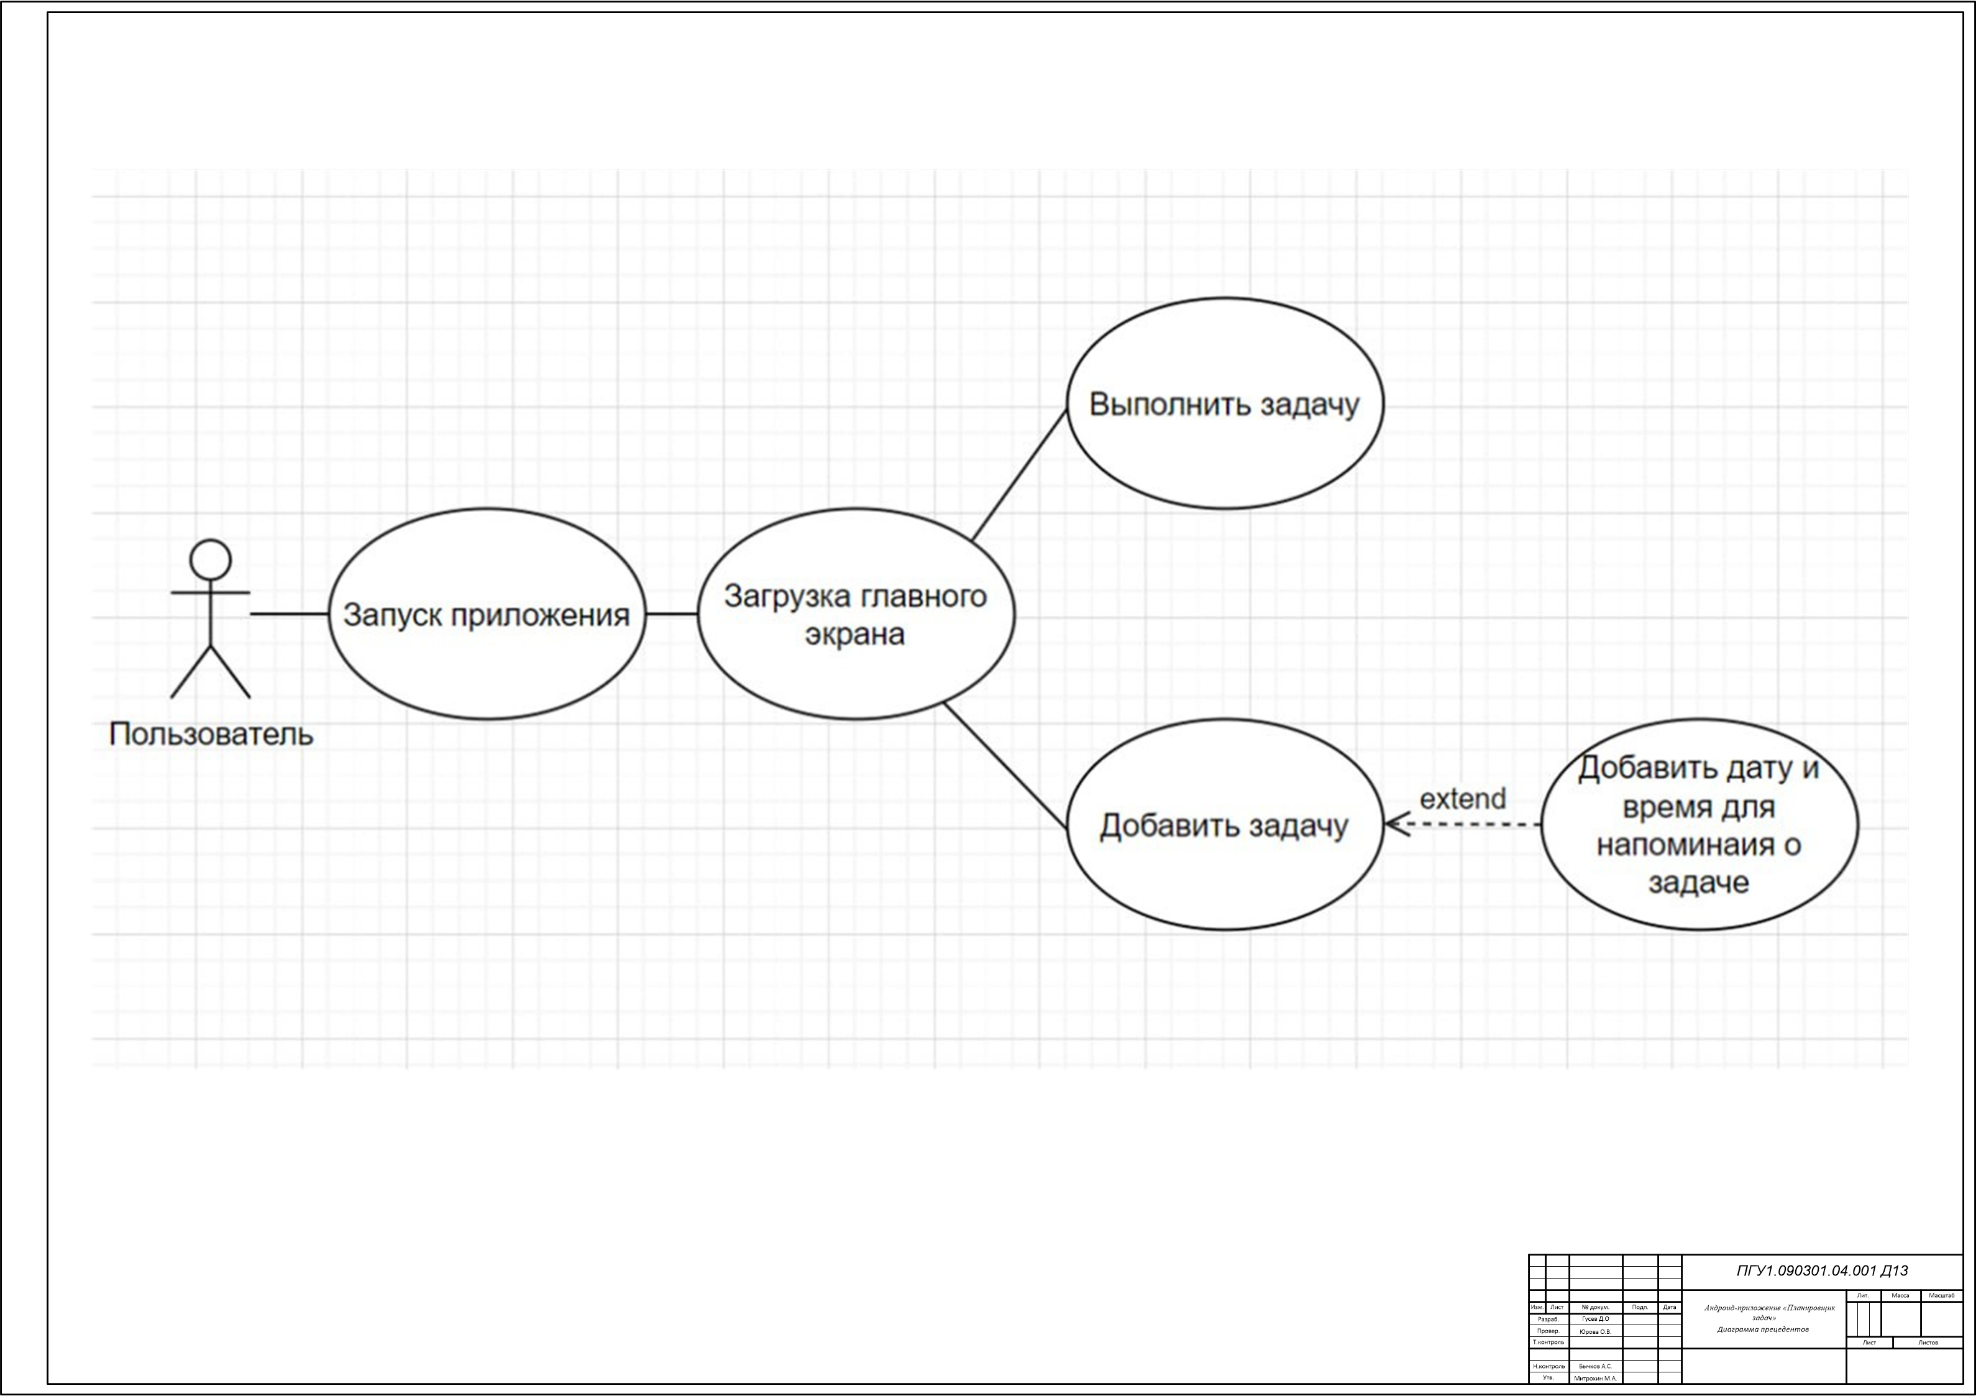 Выполнить задачу
Запуск приложения
Загрузка главного
экрана
Пользователь
Добавить задачу
extend
Добавить дату и
время для
напоминаия о
задаче
ПГУ1.090301.04.001 Д13
Изм. Лист № докум. Подп. Дата
Разраб. Гусев Д.О
Провер. Юрова О.В.
Т.контроль
Н.контроль Бычков А.С.
Утв. Митрохин М.А.
Андроид-приложение «Планировщик
задач»
Диаграмма прецедентов
Лит. Масса Масштаб
Лист Листов